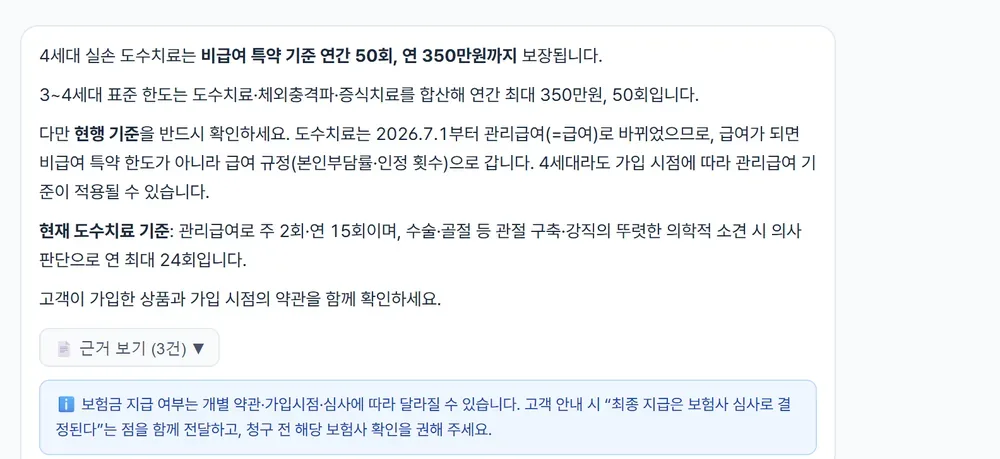 4세대 실손 도수치료는 비급여 특약 기준 연간 50회, 연 350만원까지 보장됩니다.
3~4세대 표준 한도는 도수치료·체외충격파·증식치료를 합산해 연간 최대 350만원, 50회입니다.
다만 현행 기준을 반드시 확인하세요. 도수치료는 2026.7.1부터 관리급여(=급여)로 바뀌었으므로, 급여가 되면
비급여 특약 한도가 아니라 급여 규정(본인부담률·인정 횟수)으로 갑니다. 4세대라도 가입 시점에 따라 관리급여 기
준이 적용될 수 있습니다.
현재 도수치료 기준: 관리급여로 주 2회·연 15회이며, 수술·골절 등 관절 구축·강직의 뚜렷한 의학적 소견 시 의사
판단으로 연 최대 24회입니다.
고객이 가입한 상품과 가입 시점의 약관을 함께 확인하세요.
근거 보기 (3건) ▼
보험금 지급 여부는 개별 약관·가입시점·심사에 따라 달라질 수 있습니다. 고객 안내 시 “최종 지급은 보험사 심사로 결
정된다”는 점을 함께 전달하고, 청구 전 해당 보험사 확인을 권해 주세요.